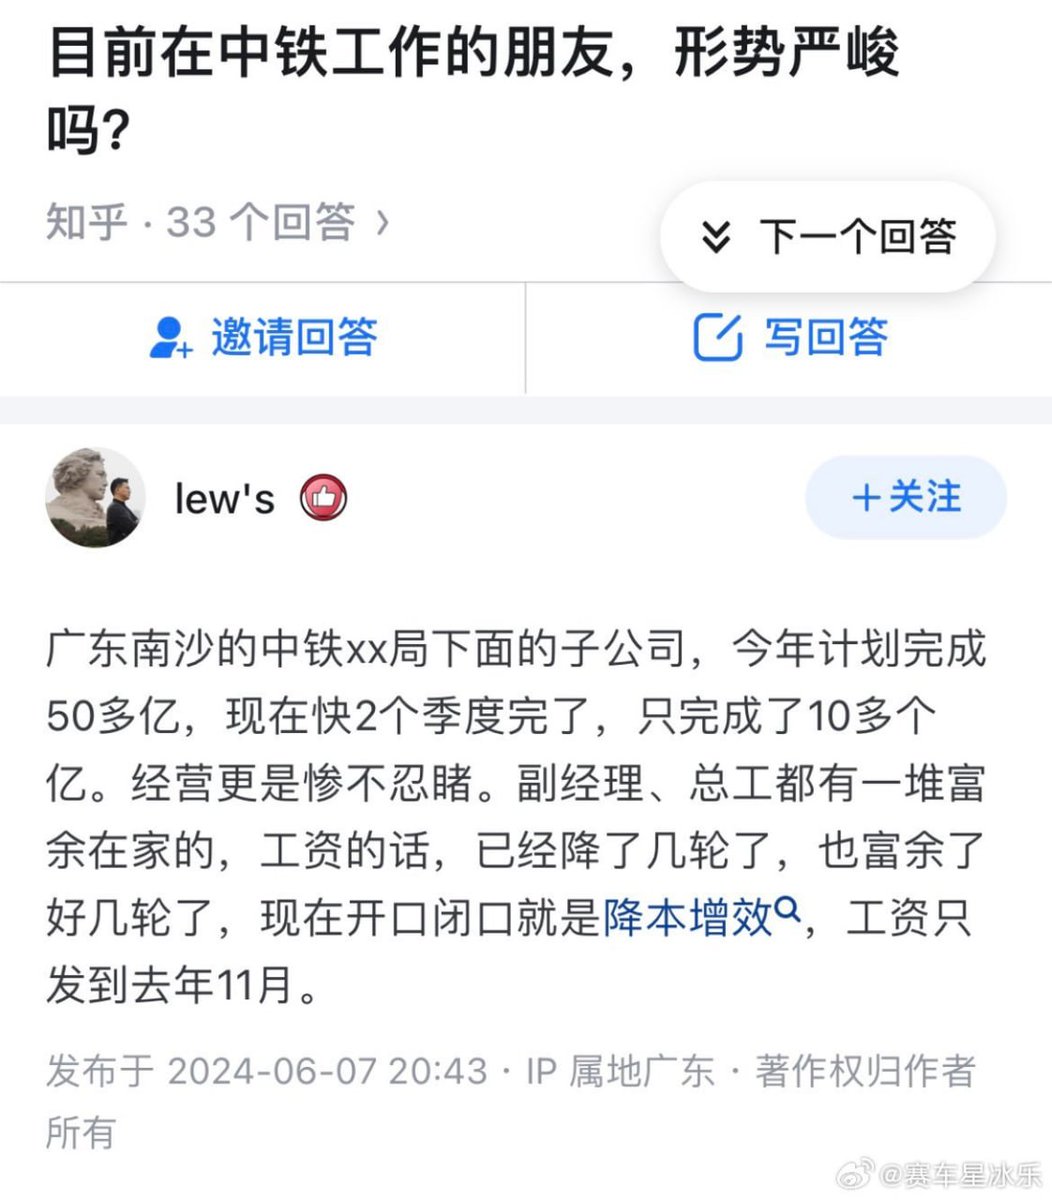 目前在中铁工作的朋友，形势严峻
吗？
知乎 · 33 个回答 ›
下一个回答
邀请回答
写回答
lew's
+关注
广东南沙的中铁xx局下面的子公司，今年计划完成
50多亿，现在快2个季度完了，只完成了10多个
亿。经营更是惨不忍睹。副经理、总工都有一堆富
余在家的，工资的话，已经降了几轮了，也富余了
好几轮了，现在开口闭口就是降本增效，工资只
发到去年11月。
发布于 2024-06-07 20:43 · IP 属地广东 · 著作权归作者
所有
@赛车星冰乐